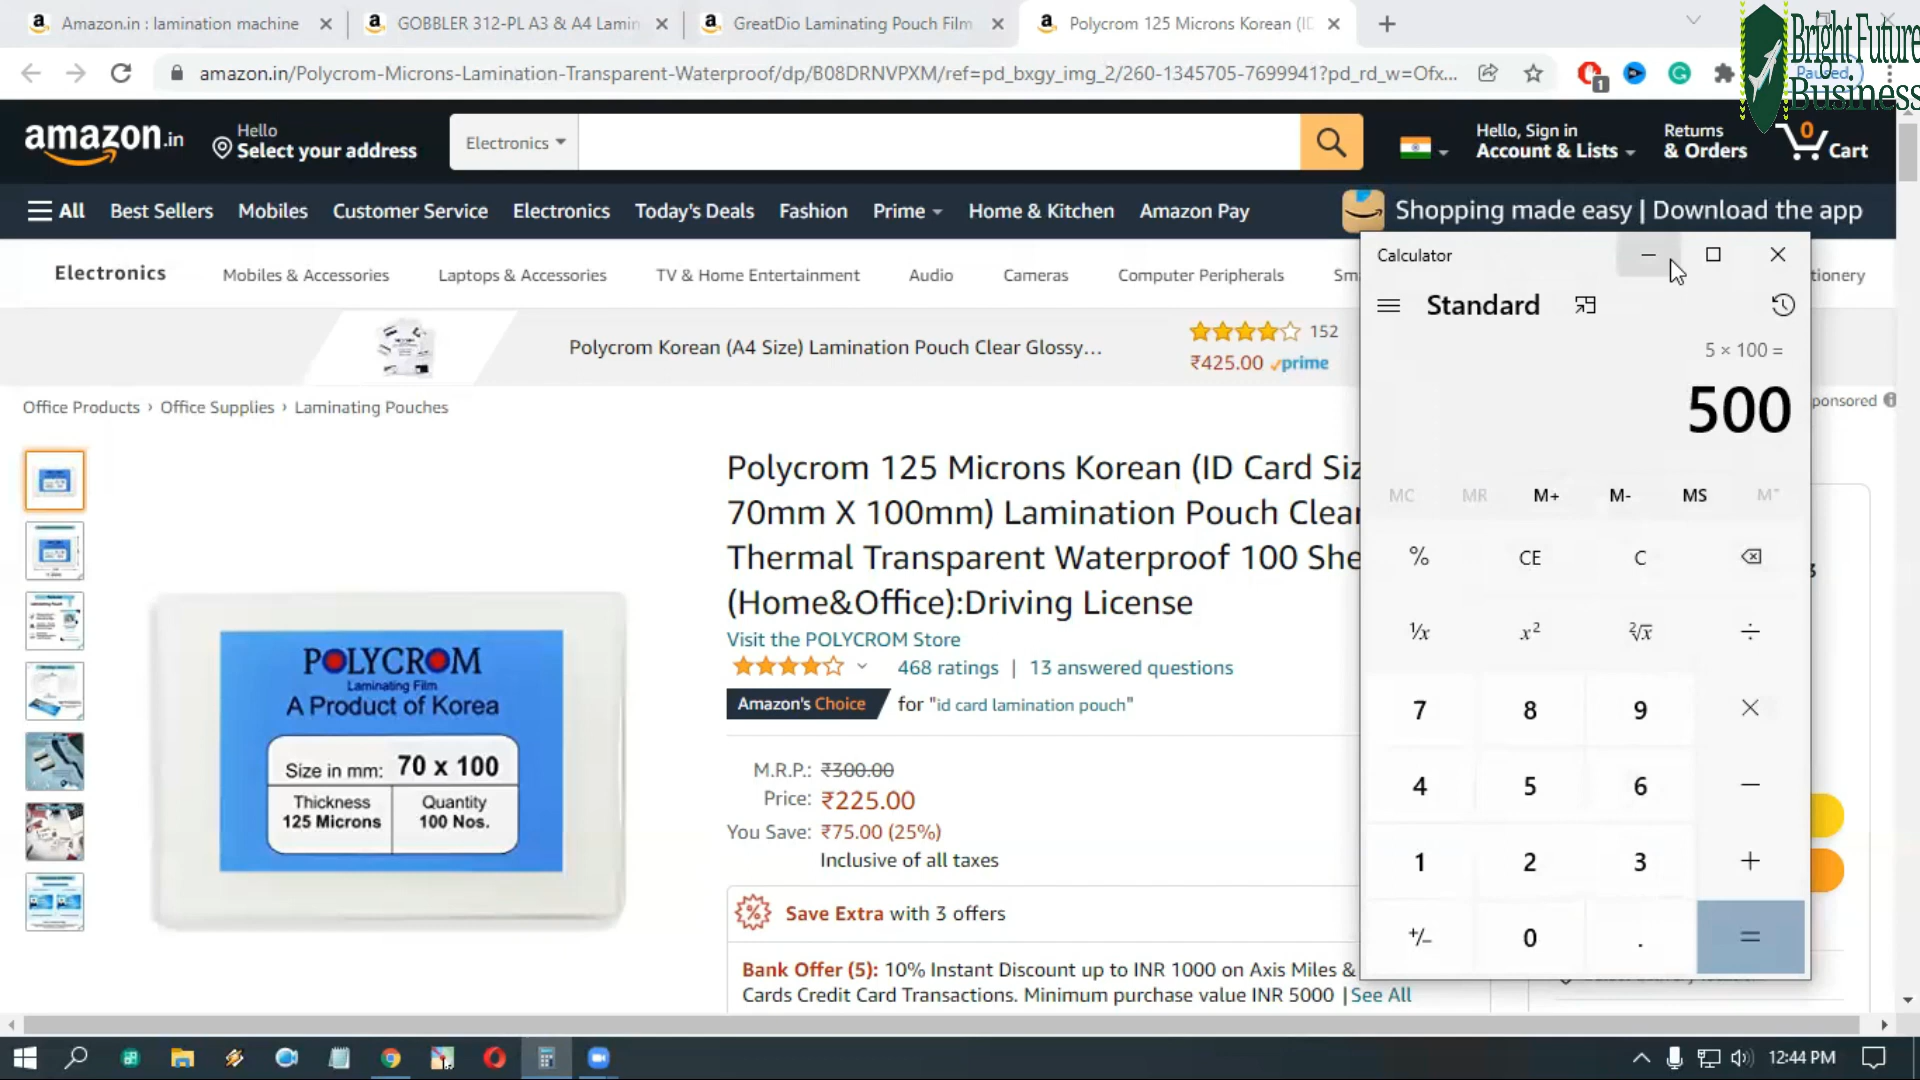 Amazon.in : lamination machine
GOBBLER 312-PL A3 & A4 Lamin
GreatDio Laminating Pouch Film
Polycrom 125 Microns Korean (ID
Bright Future
Business
amazon.in/Polycrom-Microns-Lamination-Transparent-Waterproof/dp/B08DRNVPXM/ref=pd_bxgy_img_2/260-1345705-7699941?pd_rd_w=Ofx...
1
Paused
amazon.in
Hello
Select your address
Electronics
Hello, Sign in
Account & Lists
Returns
& Orders
0
Cart
All
Best Sellers
Mobiles
Customer Service
Electronics
Today's Deals
Fashion
Prime
Home & Kitchen
Amazon Pay
Shopping made easy | Download the app
Electronics
Mobiles & Accessories
Laptops & Accessories
TV & Home Entertainment
Audio
Cameras
Computer Peripherals
Sm
tionery
Polycrom Korean (A4 Size) Lamination Pouch Clear Glossy...
152
₹425.00 prime
ponsored
Office Products › Office Supplies › Laminating Pouches
Polycrom 125 Microns Korean (ID Card Siz
70mm X 100mm) Lamination Pouch Clear
Thermal Transparent Waterproof 100 She
(Home&Office):Driving License
Visit the POLYCROM Store
468 ratings | 13 answered questions
Amazon's Choice for "id card lamination pouch"
M.R.P.: ₹300.00
Price: ₹225.00
You Save: ₹75.00 (25%)
Inclusive of all taxes
Save Extra with 3 offers
Bank Offer (5): 10% Instant Discount up to INR 1000 on Axis Miles &
Cards Credit Card Transactions. Minimum purchase value INR 5000 | See All
POLYCROM
Laminating Film
A Product of Korea
Size in mm: 70 x 100
Thickness
125 Microns
Quantity
100 Nos.
Calculator
Standard
5 × 100 =
500
MC MR M+ M- MS M˅
% CE C
¹/x x² ²√x ÷
7 8 9 ×
4 5 6 −
1 2 3 +
+/− 0 . =
12:44 PM